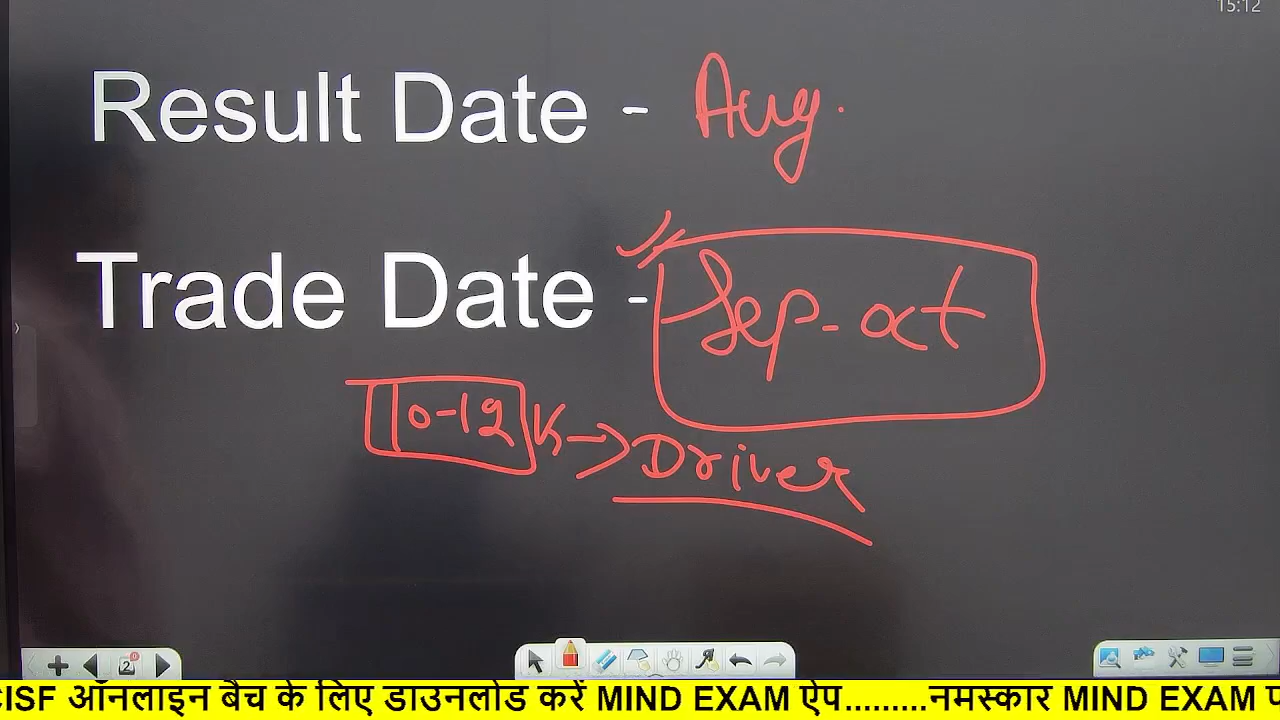 15:12
Result Date - Aug.
Trade Date - Sep-oct
10-12 K → Driver
2
CISF ऑनलाइन बैच के लिए डाउनलोड करें MIND EXAM ऐप.........नमस्कार MIND EXAM